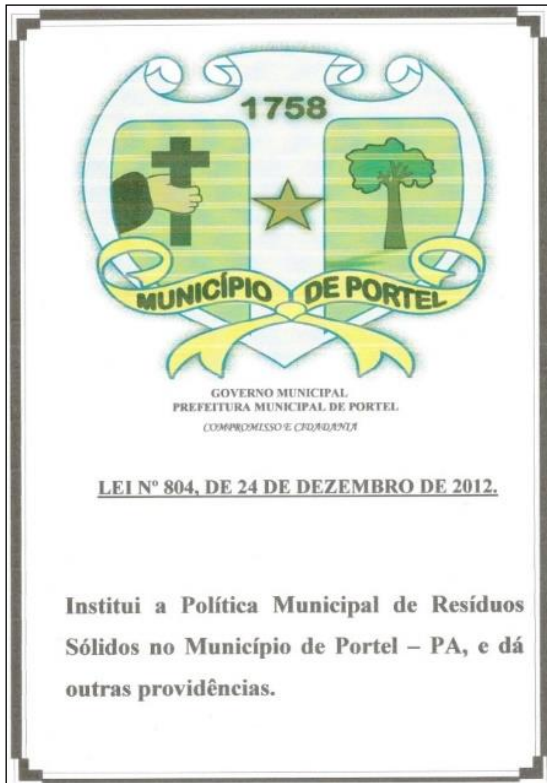 1758
MUNICÍPIO DE PORTEL
GOVERNO MUNICIPAL
PREFEITURA MUNICIPAL DE PORTEL
COMPROMISSO E CIDADANIA
LEI Nº 804, DE 24 DE DEZEMBRO DE 2012.
Institui a Política Municipal de Resíduos
Sólidos no Município de Portel – PA, e dá
outras providências.